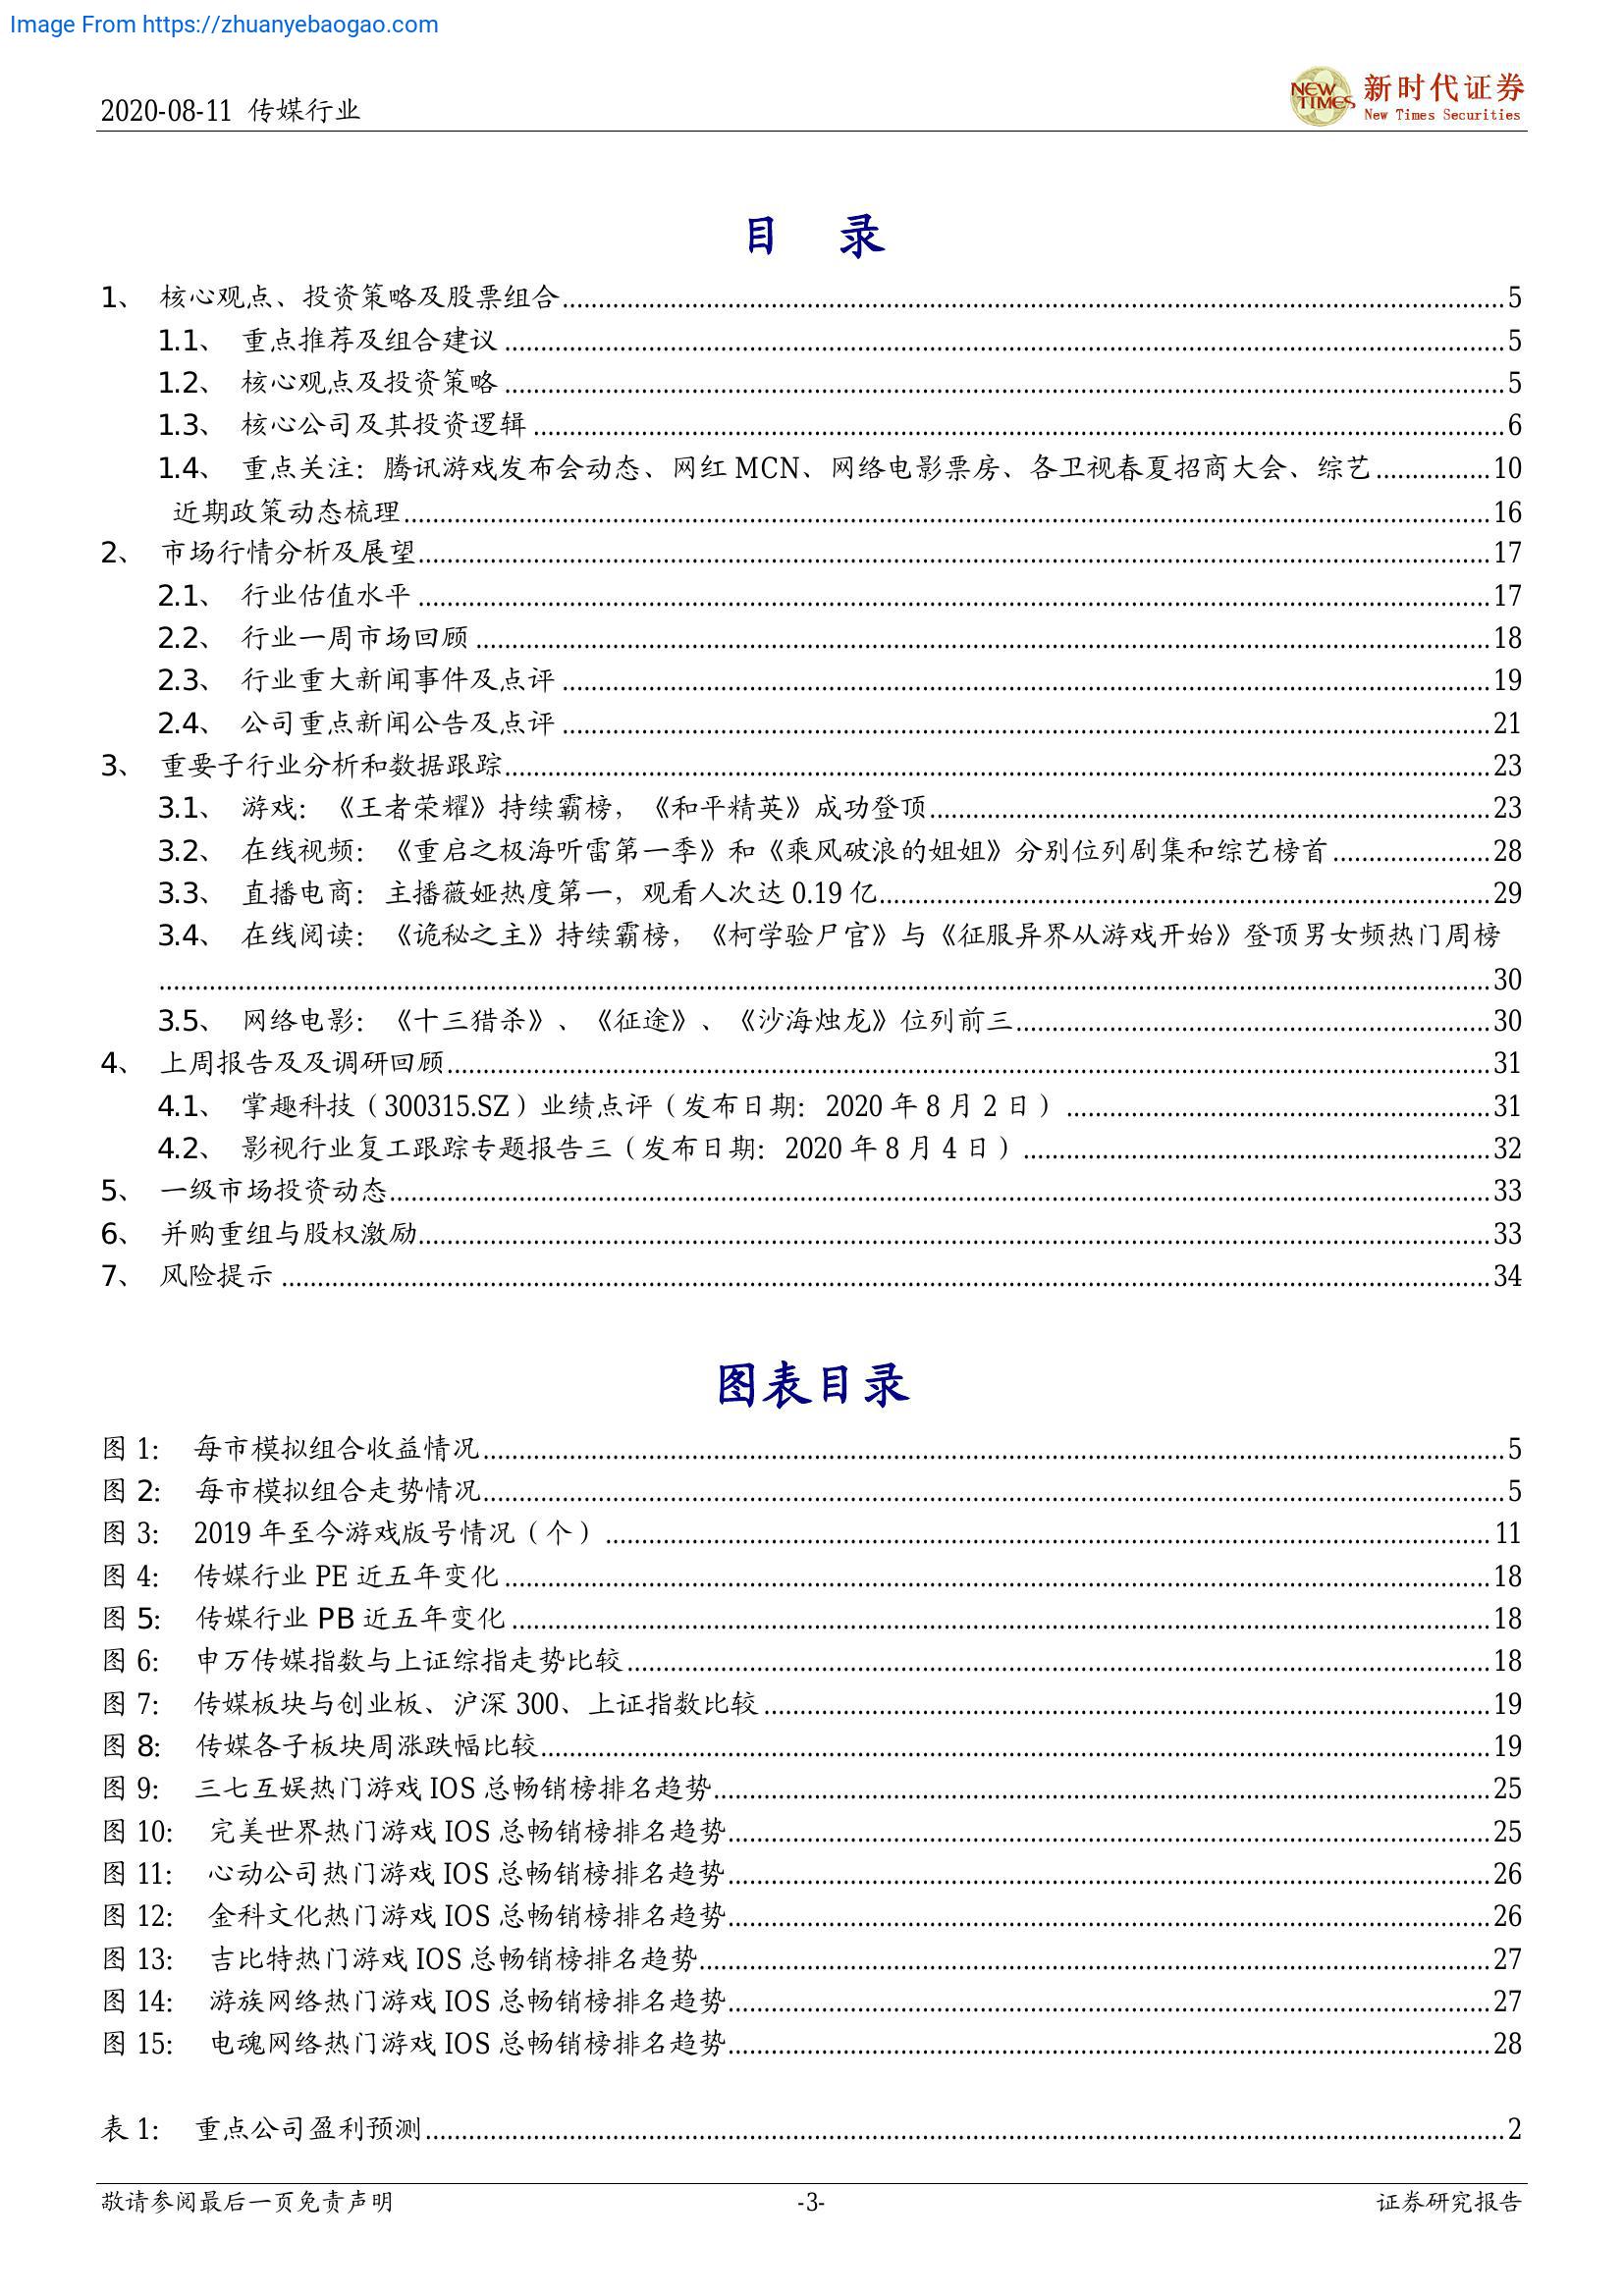 Image From https://zhuanyebaogao.com
2020-08-11 传媒行业
NEW TIMES 新时代证券
New Times Securities
目 录
1、 核心观点、投资策略及股票组合....................5
1.1、 重点推荐及组合建议....................5
1.2、 核心观点及投资策略....................5
1.3、 核心公司及其投资逻辑....................6
1.4、 重点关注：腾讯游戏发布会动态、网红 MCN、网络电影票房、各卫视春夏招商大会、综艺....................10
近期政策动态梳理....................16
2、 市场行情分析及展望....................17
2.1、 行业估值水平....................17
2.2、 行业一周市场回顾....................18
2.3、 行业重大新闻事件及点评....................19
2.4、 公司重点新闻公告及点评....................21
3、 重要子行业分析和数据跟踪....................23
3.1、 游戏：《王者荣耀》持续霸榜，《和平精英》成功登顶....................23
3.2、 在线视频：《重启之极海听雷第一季》和《乘风破浪的姐姐》分别位列剧集和综艺榜首....................28
3.3、 直播电商：主播薇娅热度第一，观看人次达 0.19 亿....................29
3.4、 在线阅读：《诡秘之主》持续霸榜，《柯学验尸官》与《征服异界从游戏开始》登顶男女频热门周榜
....................30
3.5、 网络电影：《十三猎杀》、《征途》、《沙海烛龙》位列前三....................30
4、 上周报告及及调研回顾....................31
4.1、 掌趣科技（300315.SZ）业绩点评（发布日期：2020 年 8 月 2 日）....................31
4.2、 影视行业复工跟踪专题报告三（发布日期：2020 年 8 月 4 日）....................32
5、 一级市场投资动态....................33
6、 并购重组与股权激励....................33
7、 风险提示....................34
图表目录
图 1： 每市模拟组合收益情况....................5
图 2： 每市模拟组合走势情况....................5
图 3： 2019 年至今游戏版号情况（个）....................11
图 4： 传媒行业 PE 近五年变化....................18
图 5： 传媒行业 PB 近五年变化....................18
图 6： 申万传媒指数与上证综指走势比较....................18
图 7： 传媒板块与创业板、沪深 300、上证指数比较....................19
图 8： 传媒各子板块周涨跌幅比较....................19
图 9： 三七互娱热门游戏 IOS 总畅销榜排名趋势....................25
图 10： 完美世界热门游戏 IOS 总畅销榜排名趋势....................25
图 11： 心动公司热门游戏 IOS 总畅销榜排名趋势....................26
图 12： 金科文化热门游戏 IOS 总畅销榜排名趋势....................26
图 13： 吉比特热门游戏 IOS 总畅销榜排名趋势....................27
图 14： 游族网络热门游戏 IOS 总畅销榜排名趋势....................27
图 15： 电魂网络热门游戏 IOS 总畅销榜排名趋势....................28
表 1： 重点公司盈利预测....................2
敬请参阅最后一页免责声明 -3- 证券研究报告